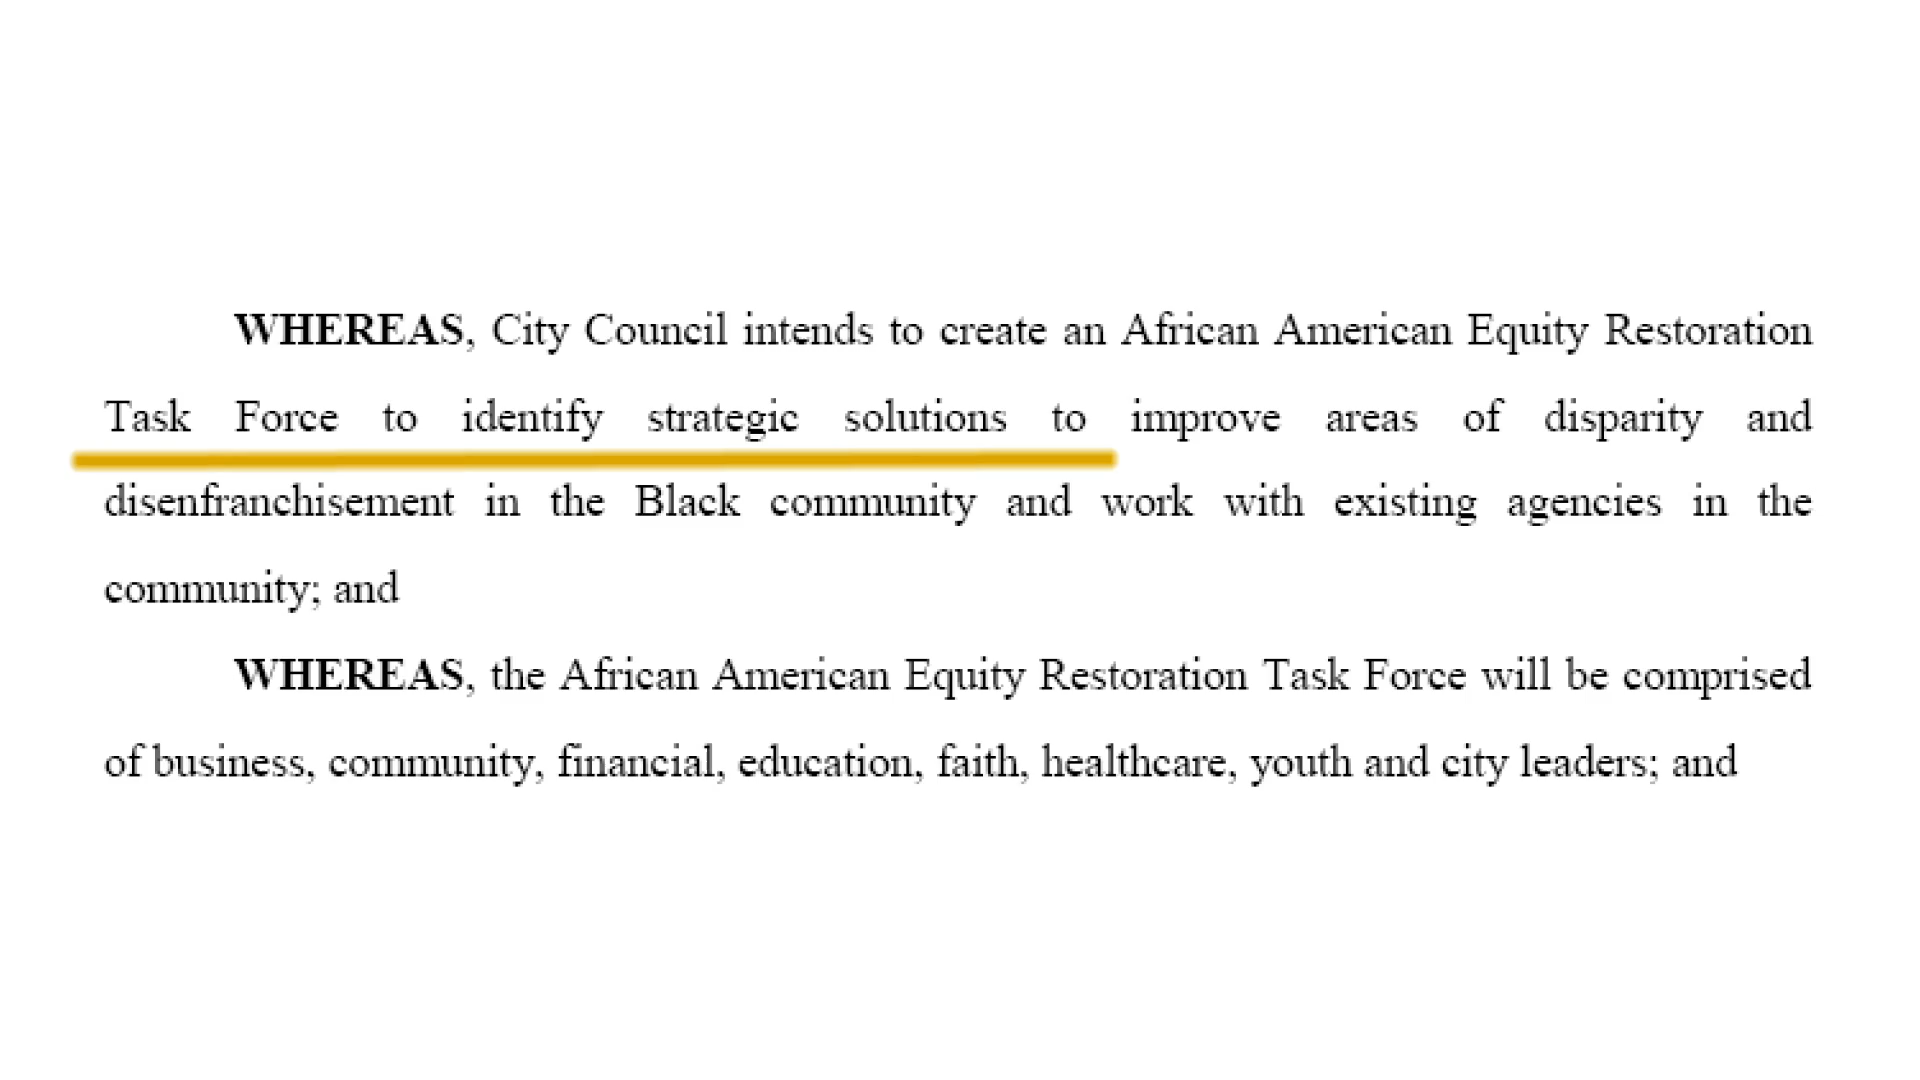 WHEREAS, City Council intends to create an African American Equity Restoration
Task Force to identify strategic solutions to improve areas of disparity and
disenfranchisement in the Black community and work with existing agencies in the
community; and
WHEREAS, the African American Equity Restoration Task Force will be comprised
of business, community, financial, education, faith, healthcare, youth and city leaders; and